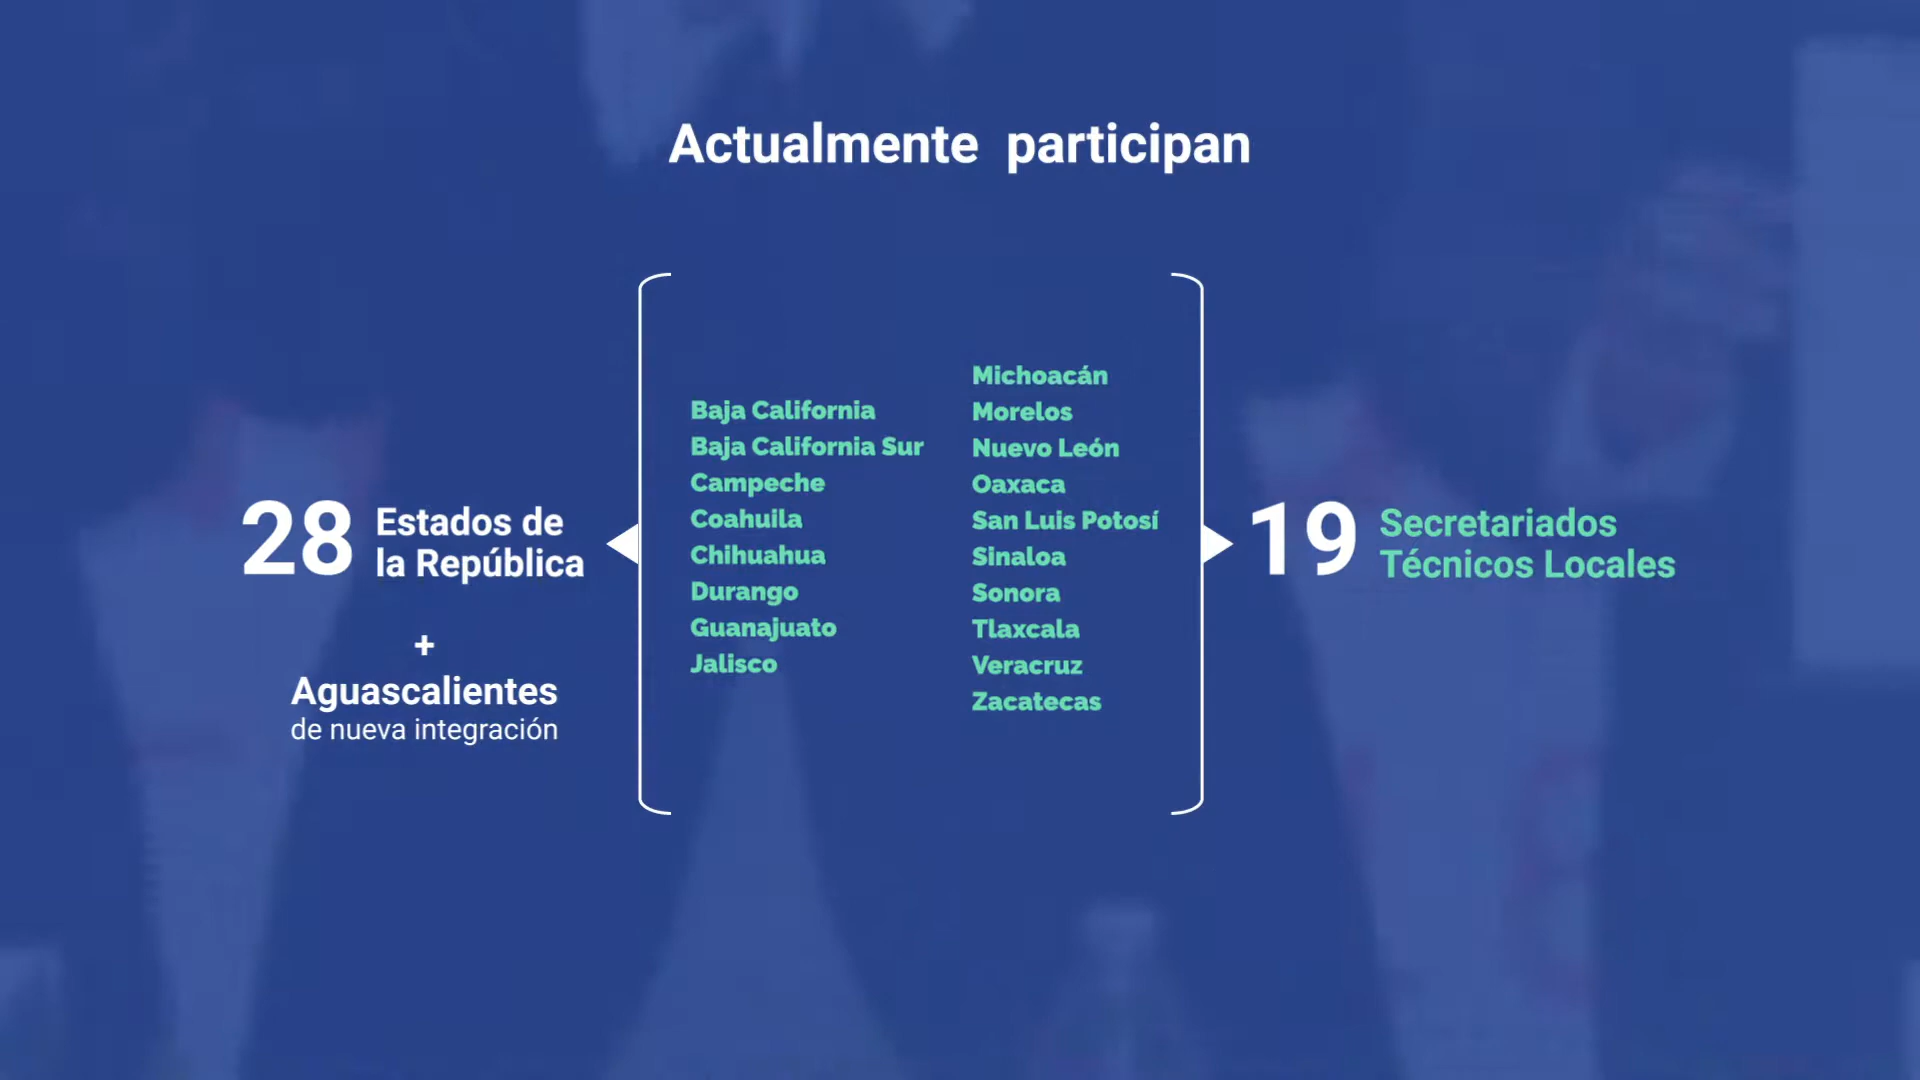 Actualmente participan
28
Estados de
la República
+
Aguascalientes
de nueva integración
Baja California
Baja California Sur
Campeche
Coahuila
Chihuahua
Durango
Guanajuato
Jalisco
Michoacán
Morelos
Nuevo León
Oaxaca
San Luis Potosí
Sinaloa
Sonora
Tlaxcala
Veracruz
Zacatecas
19
Secretariados
Técnicos Locales